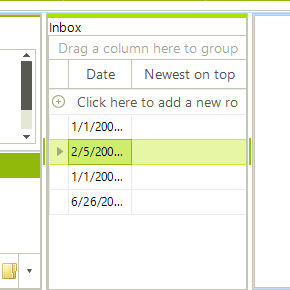 Inbox
Drag a column here to group
Date Newest on top
Click here to add a new ro
1/1/200...
2/5/200...
1/1/200...
6/26/20...